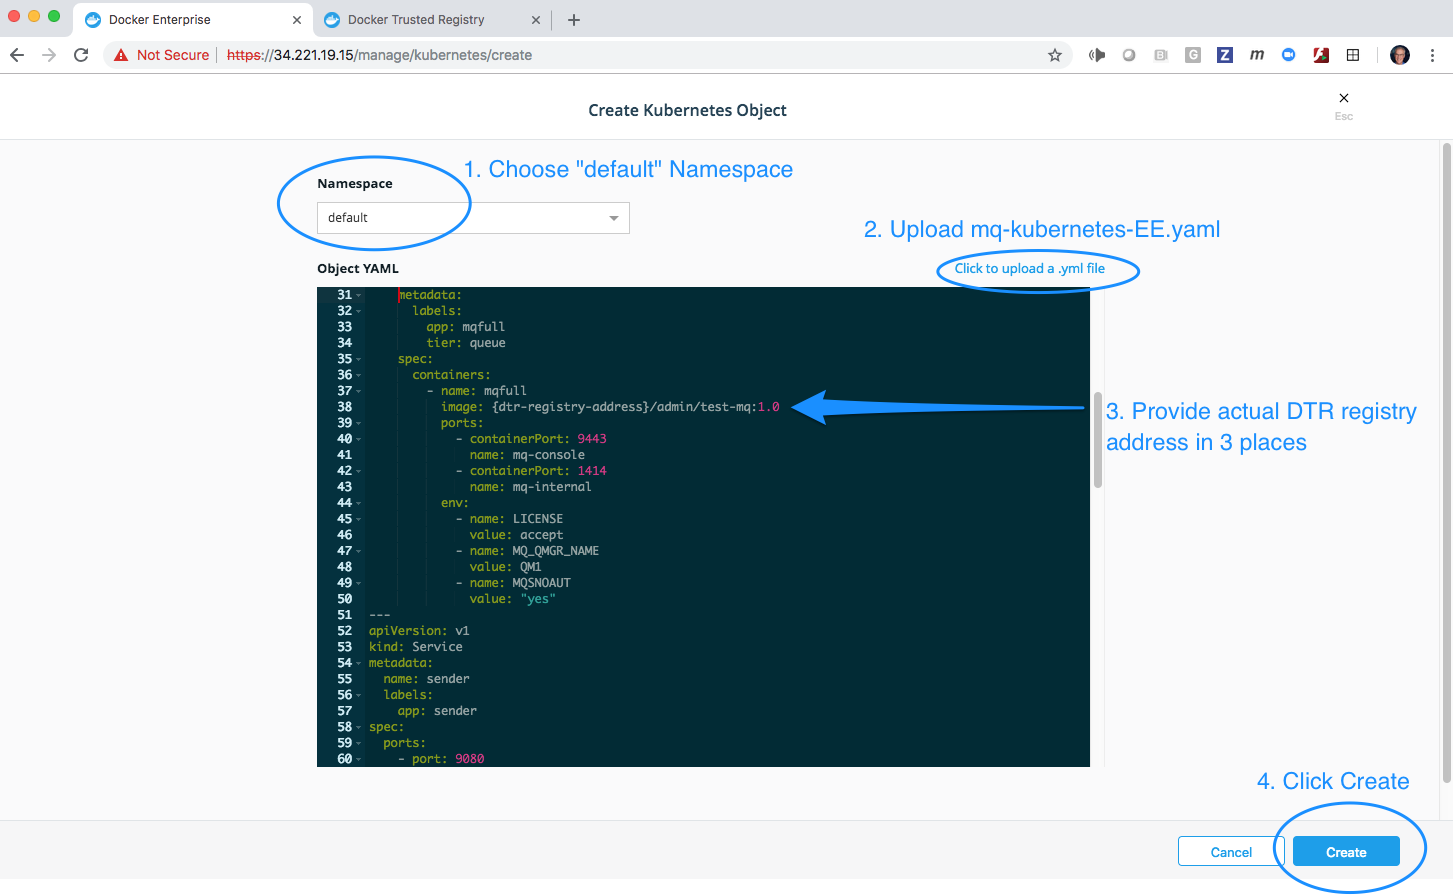 Docker Enterprise
Docker Trusted Registry
Not Secure
https://34.221.19.15/manage/kubernetes/create
Create Kubernetes Object
Esc
1. Choose "default" Namespace
Namespace
default
2. Upload mq-kubernetes-EE.yaml
Object YAML
Click to upload a .yml file
31 metadata:
32 labels:
33 app: mqfull
34 tier: queue
35 spec:
36 containers:
37 - name: mqfull
38 image: {dtr-registry-address}/admin/test-mq:1.0
39 ports:
40 - containerPort: 9443
41 name: mq-console
42 - containerPort: 1414
43 name: mq-internal
44 env:
45 - name: LICENSE
46 value: accept
47 - name: MQ_QMGR_NAME
48 value: QM1
49 - name: MQSNOAUT
50 value: "yes"
51 ---
52 apiVersion: v1
53 kind: Service
54 metadata:
55 name: sender
56 labels:
57 app: sender
58 spec:
59 ports:
60 - port: 9080
3. Provide actual DTR registry
address in 3 places
4. Click Create
Cancel
Create